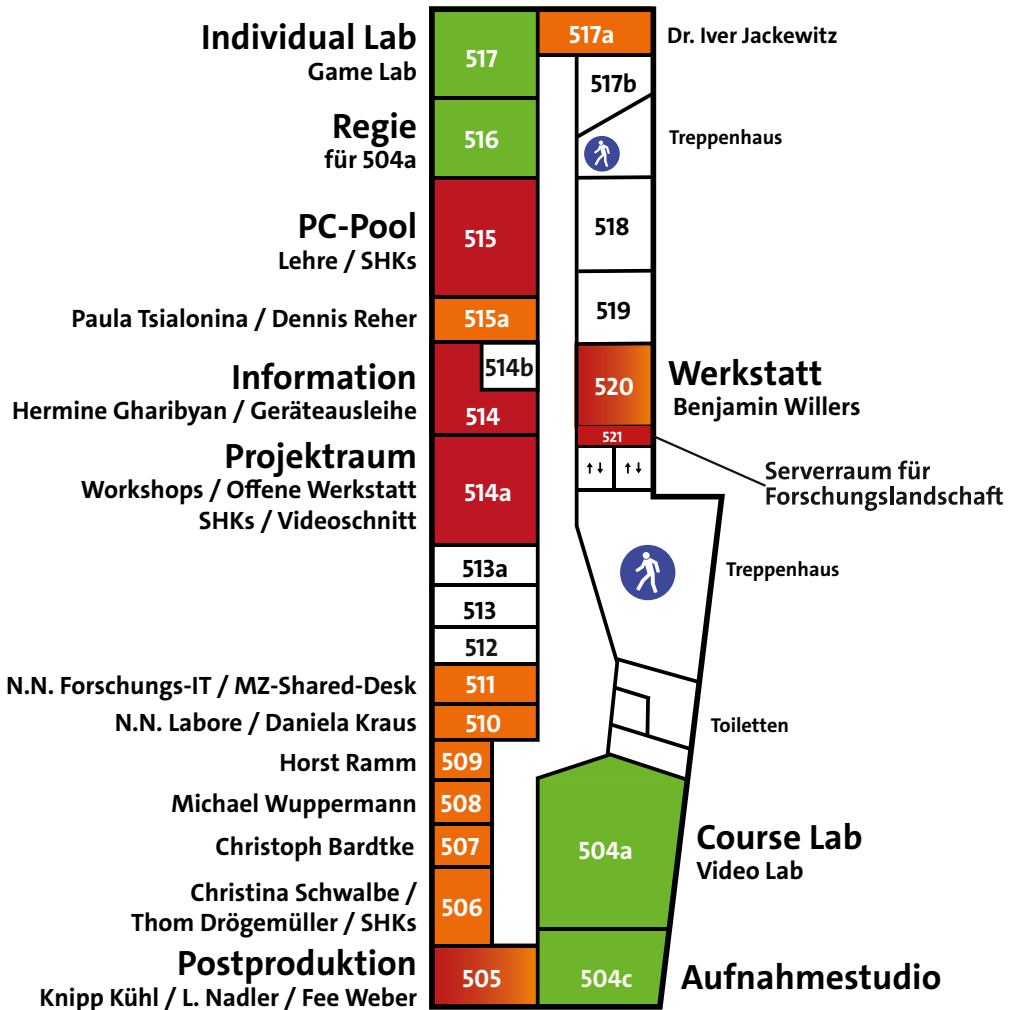 Individual Lab
Game Lab
517
517a
Dr. Iver Jackewitz
517b
Regie
für 504a
516
Treppenhaus
PC-Pool
Lehre / SHKs
515
518
Paula Tsialonina / Dennis Reher
515a
519
Information
Hermine Gharibyan / Geräteausleihe
514b
514
520
Werkstatt
Benjamin Willers
521
Serverraum für
Forschungslandschaft
Projektraum
Workshops / Offene Werkstatt
SHKs / Videoschnitt
514a
↑↓ ↑↓
513a
Treppenhaus
513
512
N.N. Forschungs-IT / MZ-Shared-Desk
511
N.N. Labore / Daniela Kraus
510
Toiletten
Horst Ramm
509
Michael Wuppermann
508
Christoph Bardtke
507
504a
Course Lab
Video Lab
Christina Schwalbe /
Thom Drögemüller / SHKs
506
Postproduktion
Knipp Kühl / L. Nadler / Fee Weber
505
504c
Aufnahmestudio